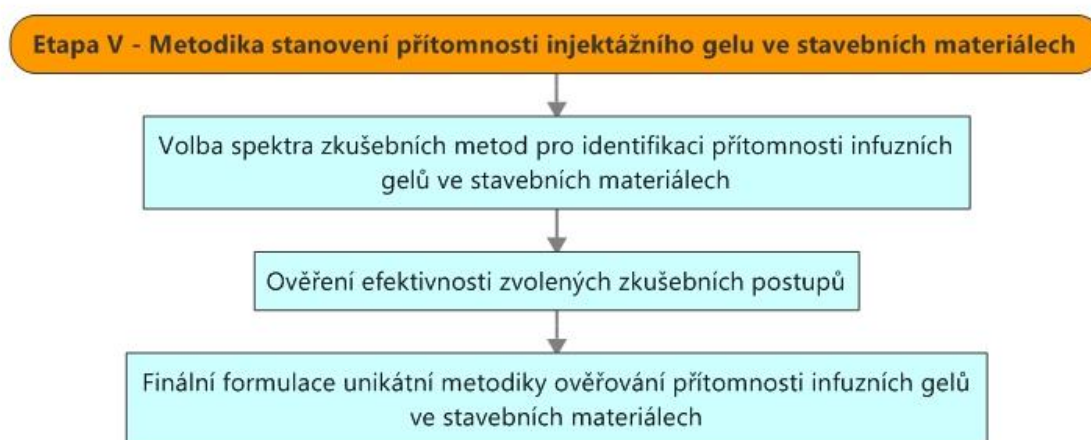 Etapa V - Metodika stanovení přítomnosti injektážního gelu ve stavebních materiálech
Volba spektra zkušebních metod pro identifikaci přítomnosti infuzních
gelů ve stavebních materiálech
Ověření efektivnosti zvolených zkušebních postupů
Finální formulace unikátní metodiky ověřování přítomnosti infuzních gelů
ve stavebních materiálech